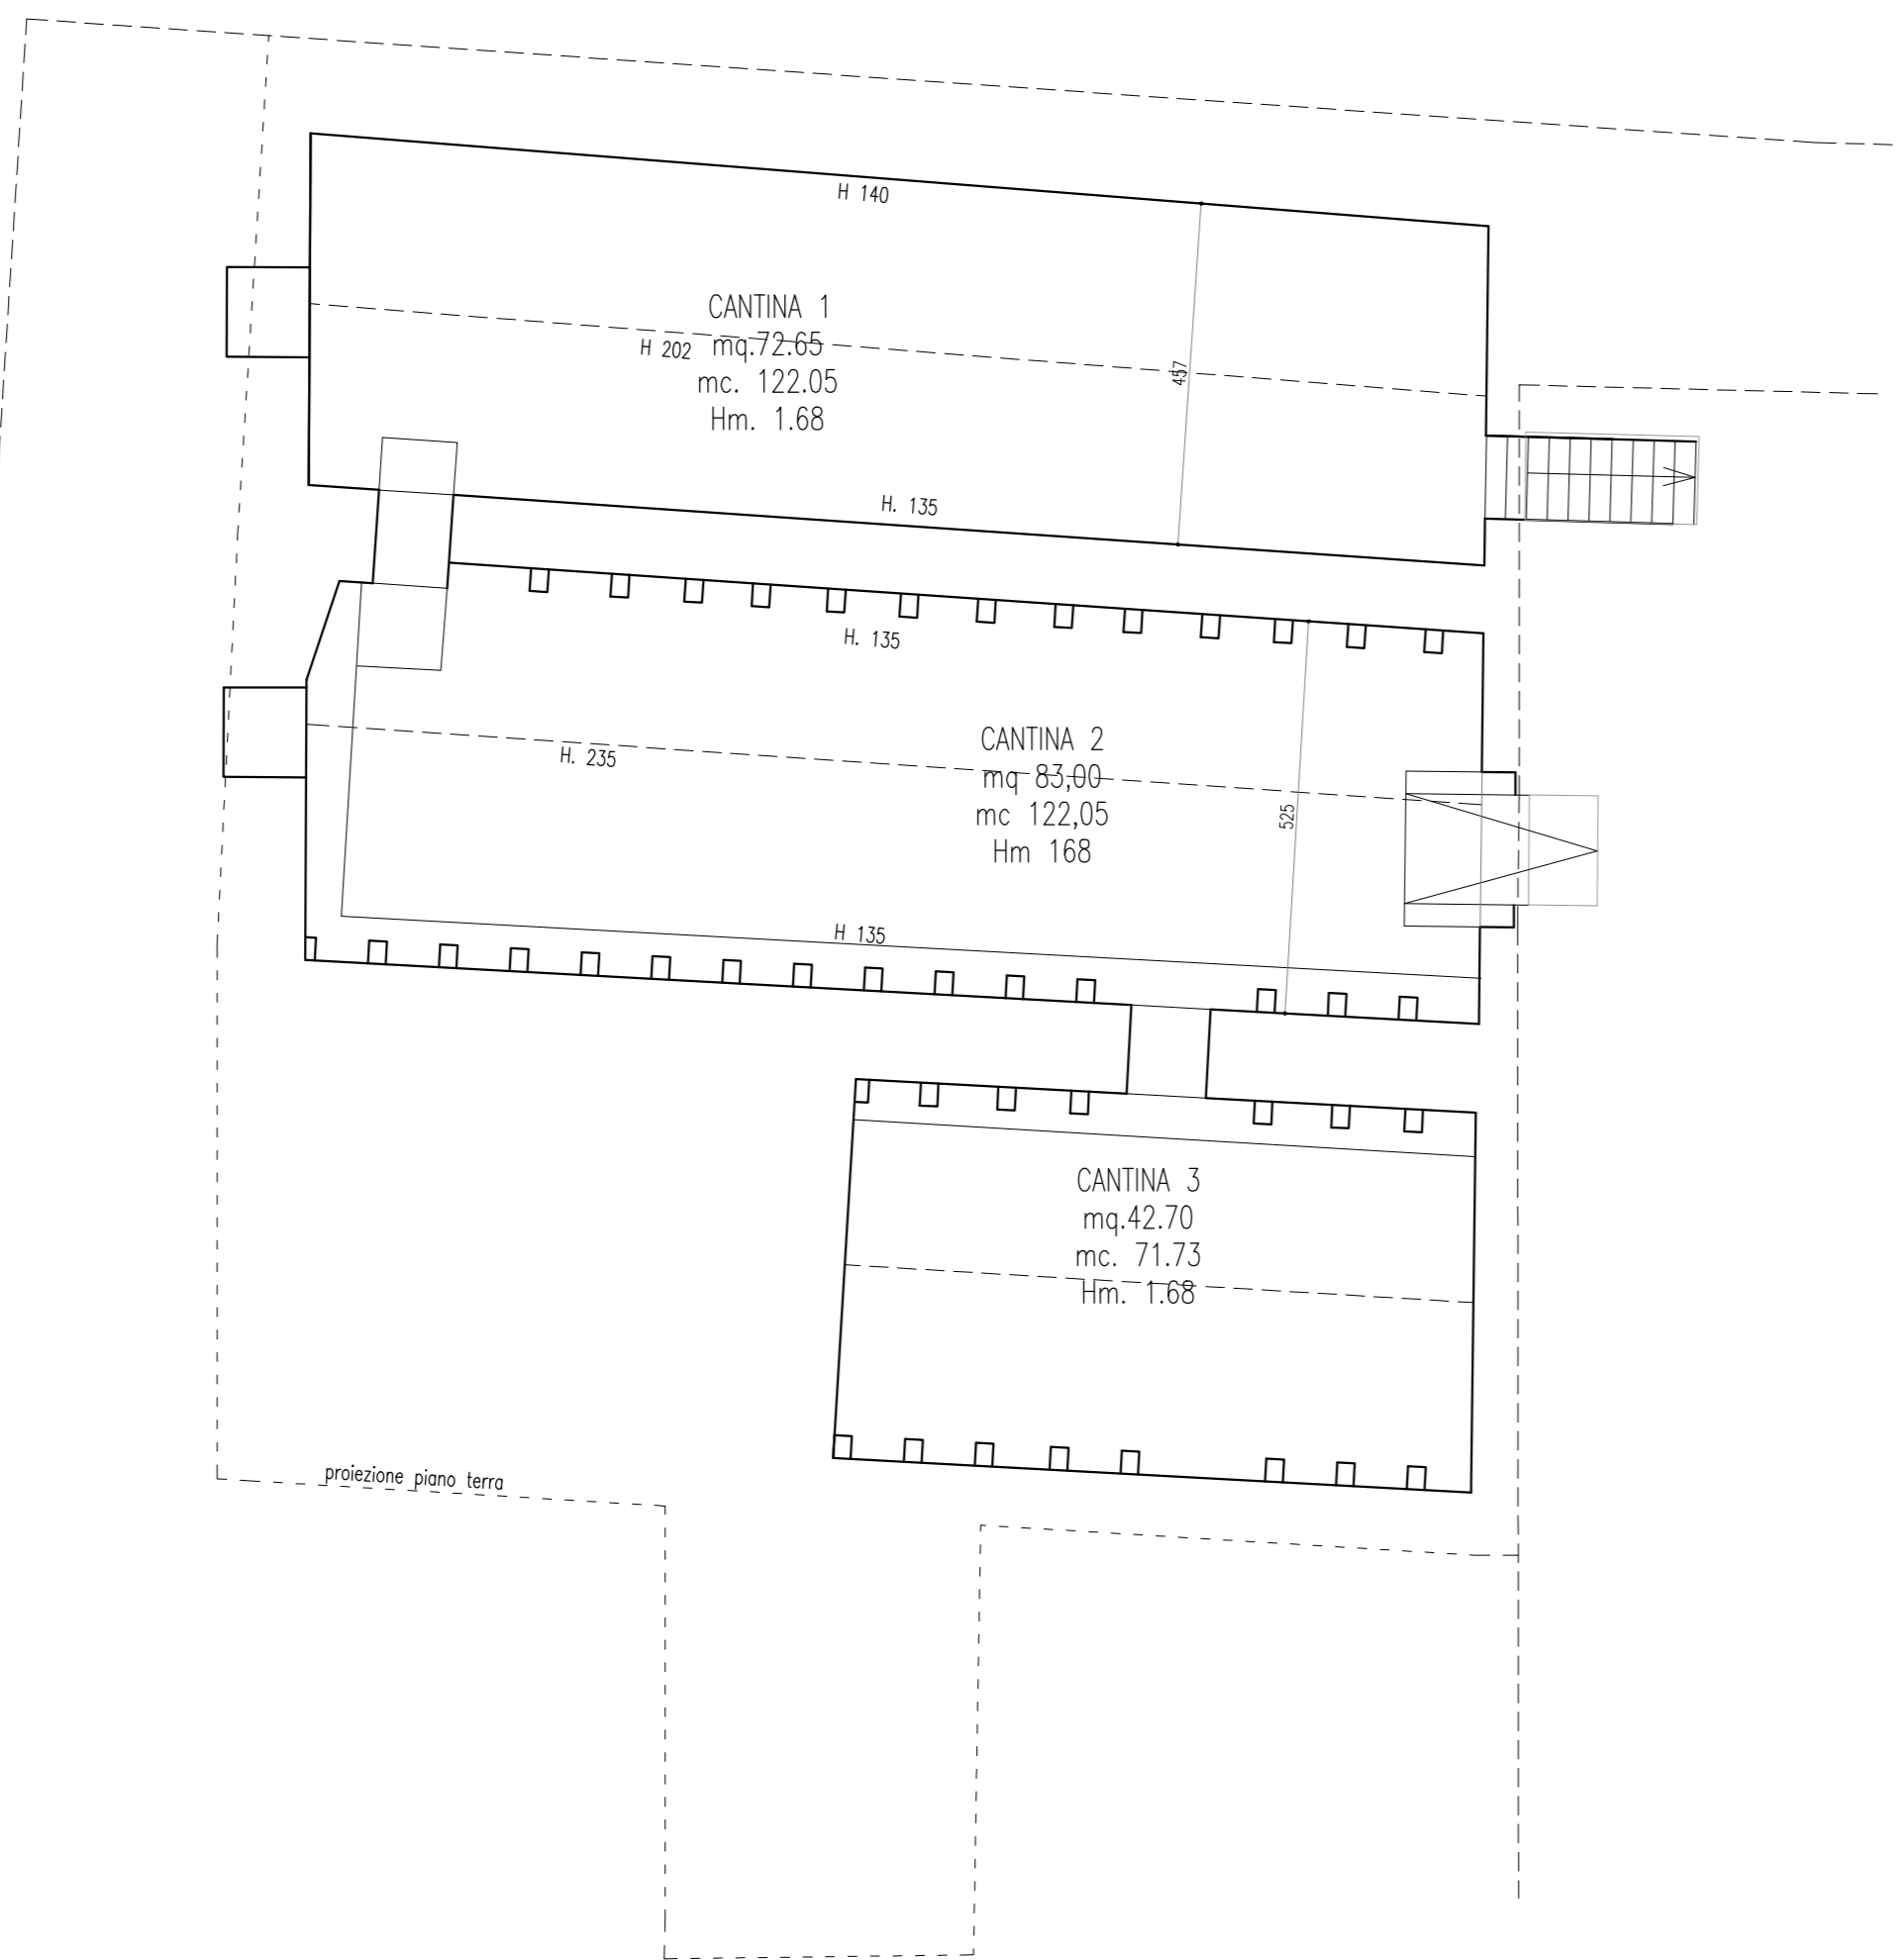 H 140
CANTINA 1
H 202 mq.72.65
mc. 122.05
Hm. 1.68
457
H. 135
H. 135
CANTINA 2
H. 235
mq 83,00
mc 122,05
Hm 168
525
H 135
CANTINA 3
mq.42.70
mc. 71.73
Hm. 1.68
proiezione piano terra